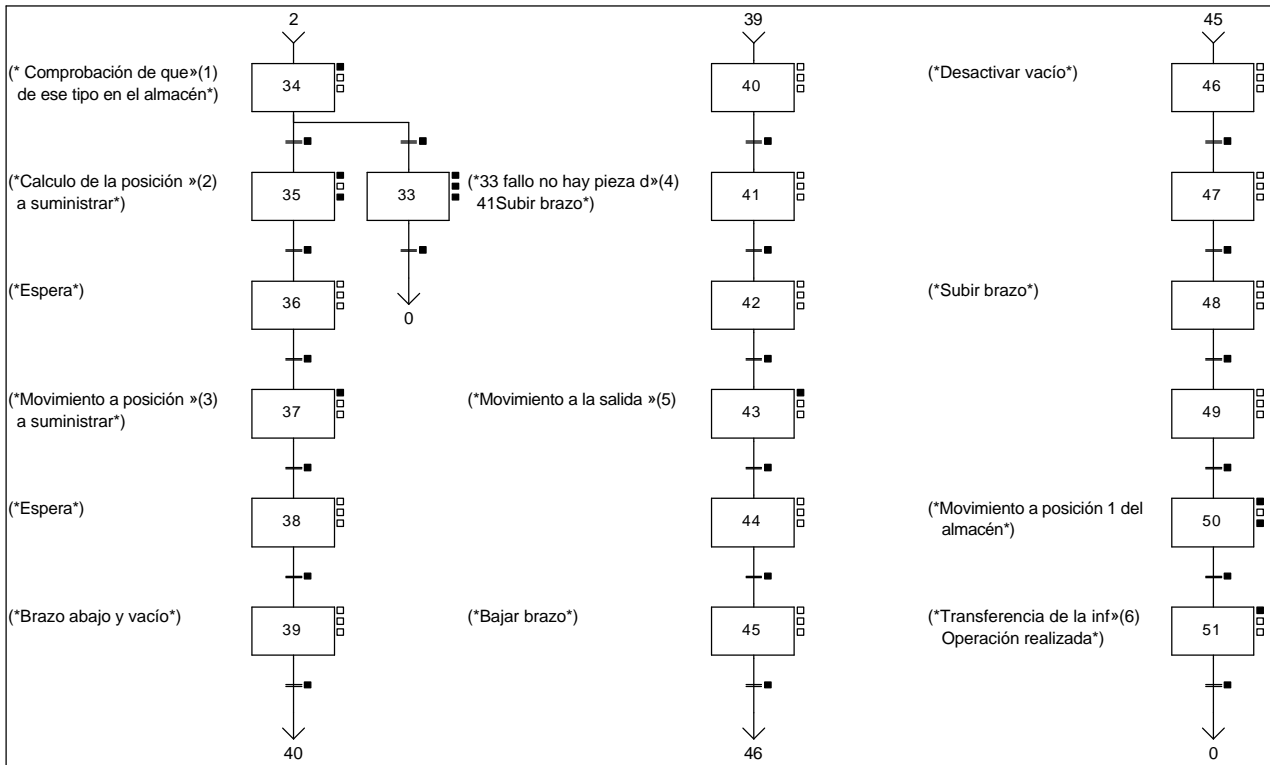 2
39
45
(* Comprobación de que»(1)
de ese tipo en el almacén*)
34
40
(*Desactivar vacío*)
46
(*Calculo de la posición »(2)
a suministrar*)
35
33
(*33 fallo no hay pieza d»(4)
41Subir brazo*)
41
47
(*Espera*)
36
0
42
(*Subir brazo*)
48
(*Movimiento a posición »(3)
a suministrar*)
37
(*Movimiento a la salida »(5)
43
49
(*Espera*)
38
44
(*Movimiento a posición 1 del
almacén*)
50
(*Brazo abajo y vacío*)
39
(*Bajar brazo*)
45
(*Transferencia de la inf»(6)
Operación realizada*)
51
40
46
0